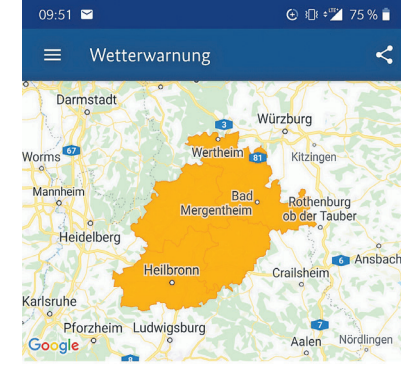 09:51 75 %
Wetterwarnung
Darmstadt
3
Würzburg
67
Wertheim
81
Worms
Kitzingen
Mannheim
Bad
Mergentheim
Rothenburg
ob der Tauber
Heidelberg
6
Ansbach
Heilbronn
Crailsheim
Karlsruhe
7
Pforzheim
Ludwigsburg
Google
8
Aalen
Nördlingen